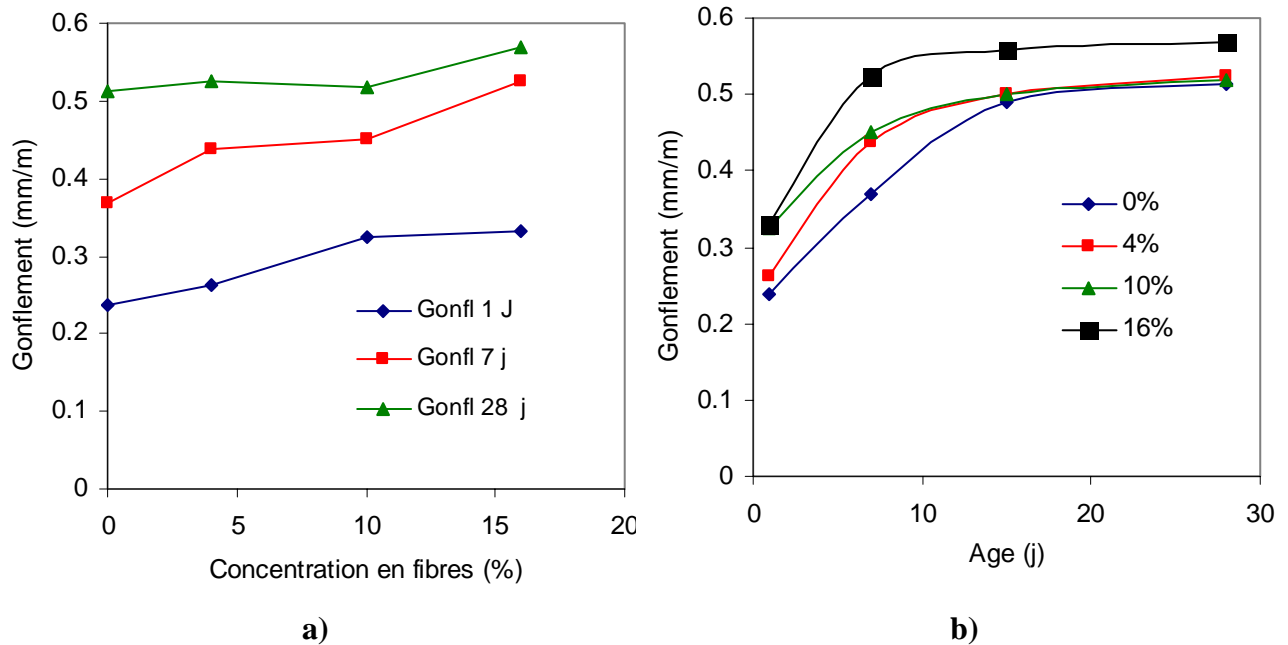 0.6
0.5
0.4
0.3
0.2
0.1
0
Gonflement (mm/m)
0 5 10 15 20
Concentration en fibres (%)
Gonfl 1 J
Gonfl 7 j
Gonfl 28 j
a)
0.6
0.5
0.4
0.3
0.2
0.1
0
Gonflement (mm/m)
0 10 20 30
Age (j)
0%
4%
10%
16%
b)